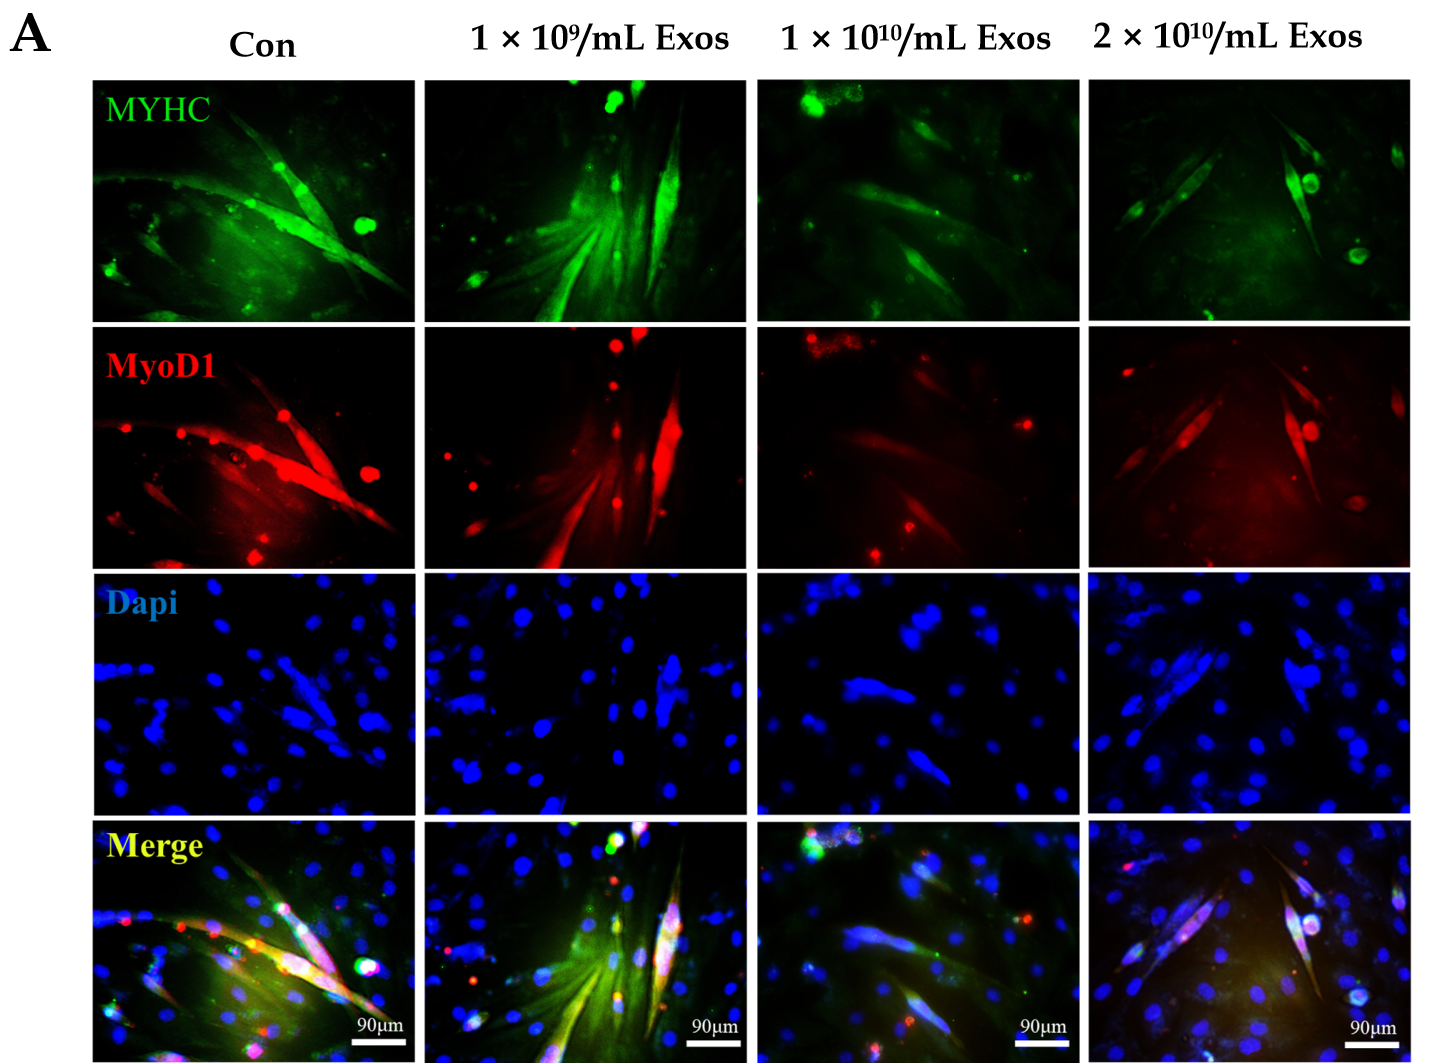 A
Con
1 × 10⁹/mL Exos
1 × 10¹⁰/mL Exos
2 × 10¹⁰/mL Exos
MYHC
MyoD1
Dapi
Merge
90μm
90μm
90μm
90μm